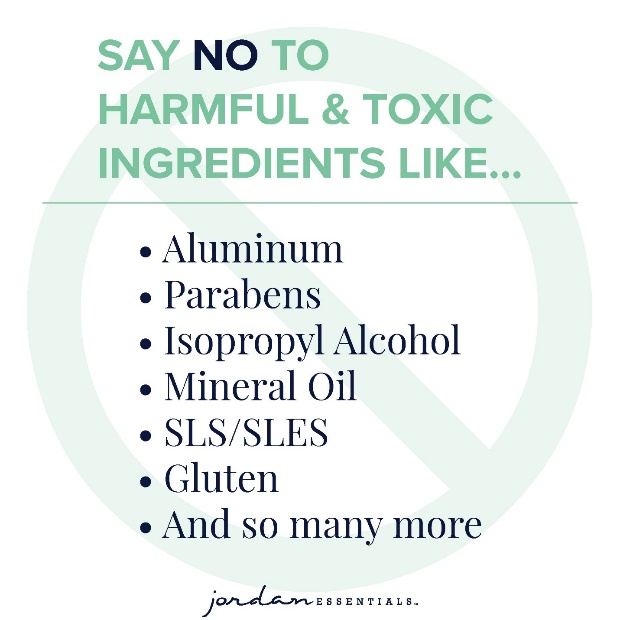 SAY NO TO
HARMFUL & TOXIC
INGREDIENTS LIKE...
• Aluminum
• Parabens
• Isopropyl Alcohol
• Mineral Oil
• SLS/SLES
• Gluten
• And so many more
jordan ESSENTIALS™